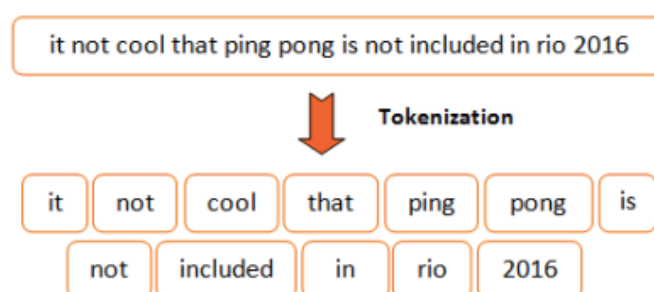 it not cool that ping pong is not included in rio 2016
Tokenization
it not cool that ping pong is
not included in rio 2016